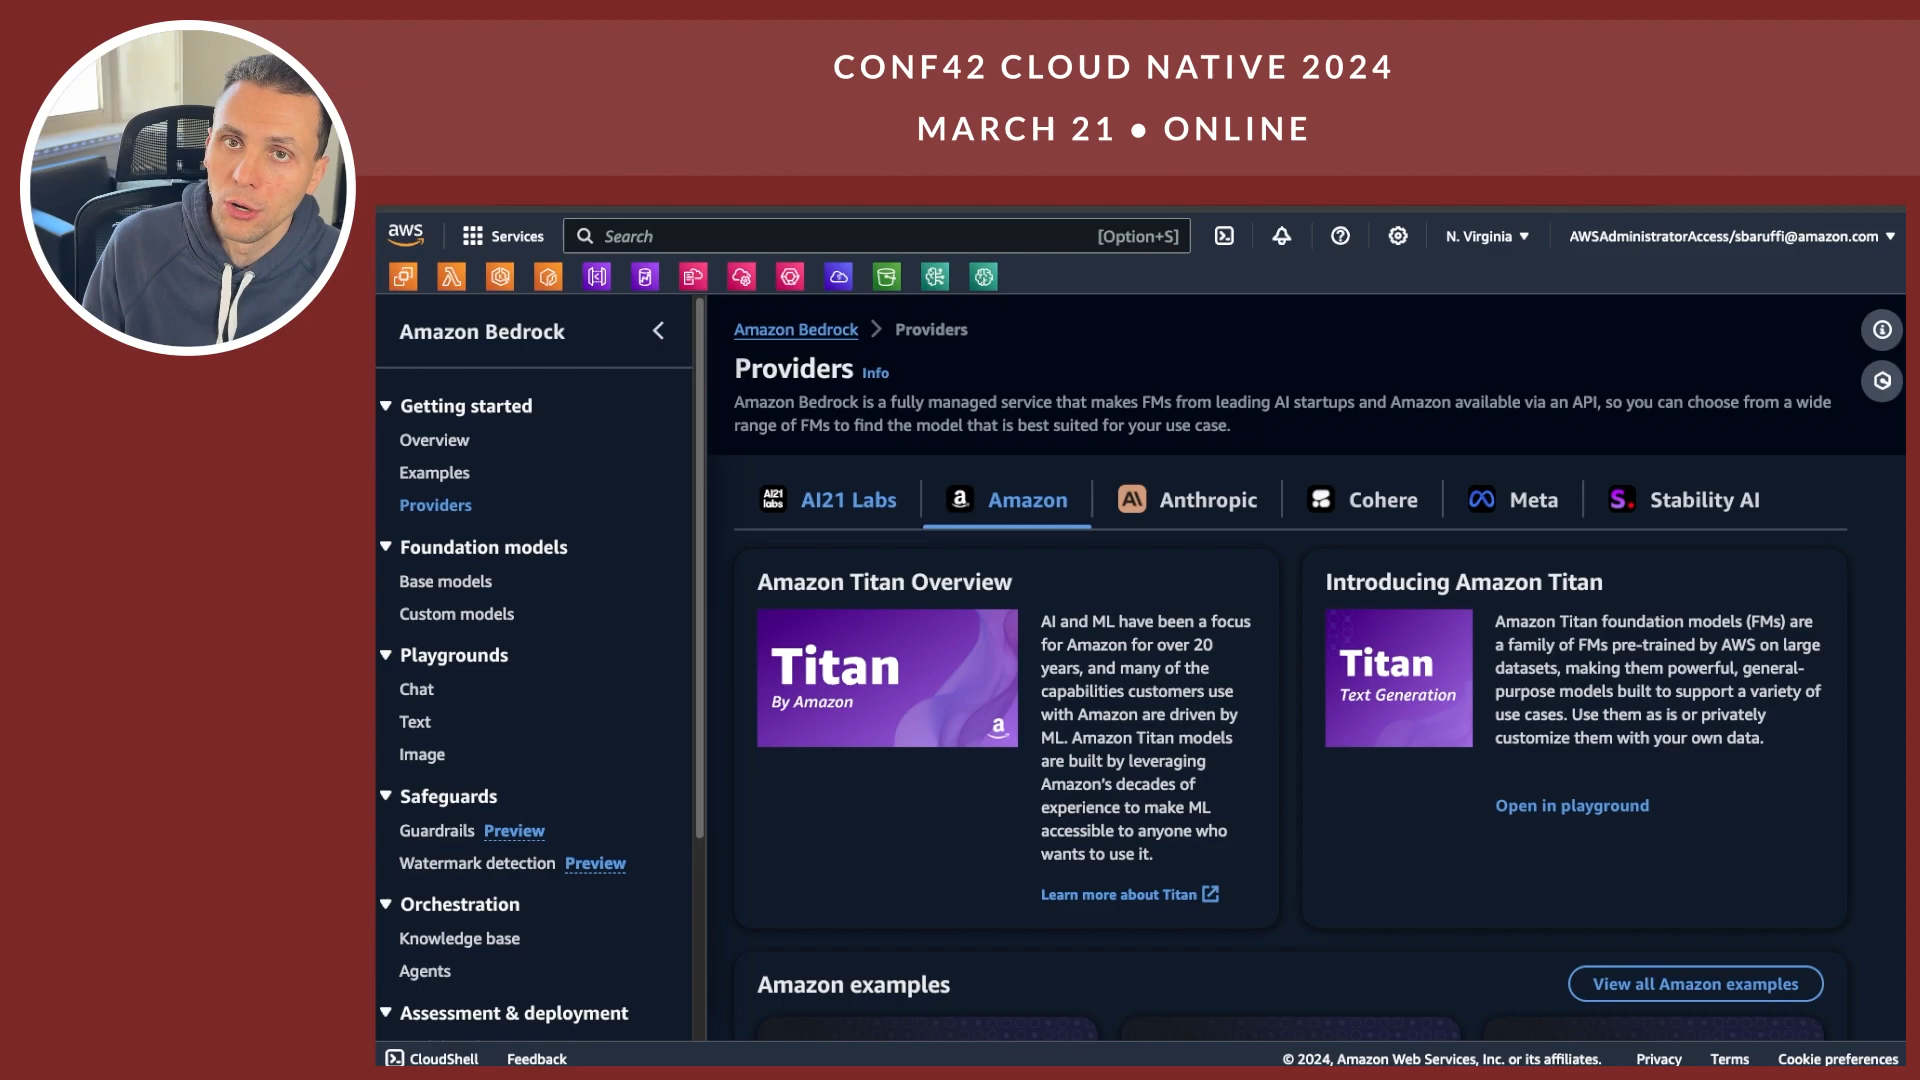 CONF42 CLOUD NATIVE 2024
MARCH 21 • ONLINE
aws
Services
Search
[Option+S]
N. Virginia
AWSAdministratorAccess/sbaruffi@amazon.com
Amazon Bedrock
Getting started
Overview
Examples
Providers
Foundation models
Base models
Custom models
Playgrounds
Chat
Text
Image
Safeguards
Guardrails Preview
Watermark detection Preview
Orchestration
Knowledge base
Agents
Assessment & deployment
Amazon Bedrock > Providers
Providers Info
Amazon Bedrock is a fully managed service that makes FMs from leading AI startups and Amazon available via an API, so you can choose from a wide
range of FMs to find the model that is best suited for your use case.
AI21 labs
AI21 Labs
a
Amazon
AI
Anthropic
Cohere
Meta
S.
Stability AI
Amazon Titan Overview
Titan
By Amazon
a
AI and ML have been a focus
for Amazon for over 20
years, and many of the
capabilities customers use
with Amazon are driven by
ML. Amazon Titan models
are built by leveraging
Amazon's decades of
experience to make ML
accessible to anyone who
wants to use it.
Learn more about Titan
Introducing Amazon Titan
Titan
Text Generation
Amazon Titan foundation models (FMs) are
a family of FMs pre-trained by AWS on large
datasets, making them powerful, general-
purpose models built to support a variety of
use cases. Use them as is or privately
customize them with your own data.
Open in playground
Amazon examples
View all Amazon examples
CloudShell
Feedback
© 2024, Amazon Web Services, Inc. or its affiliates.
Privacy
Terms
Cookie preferences